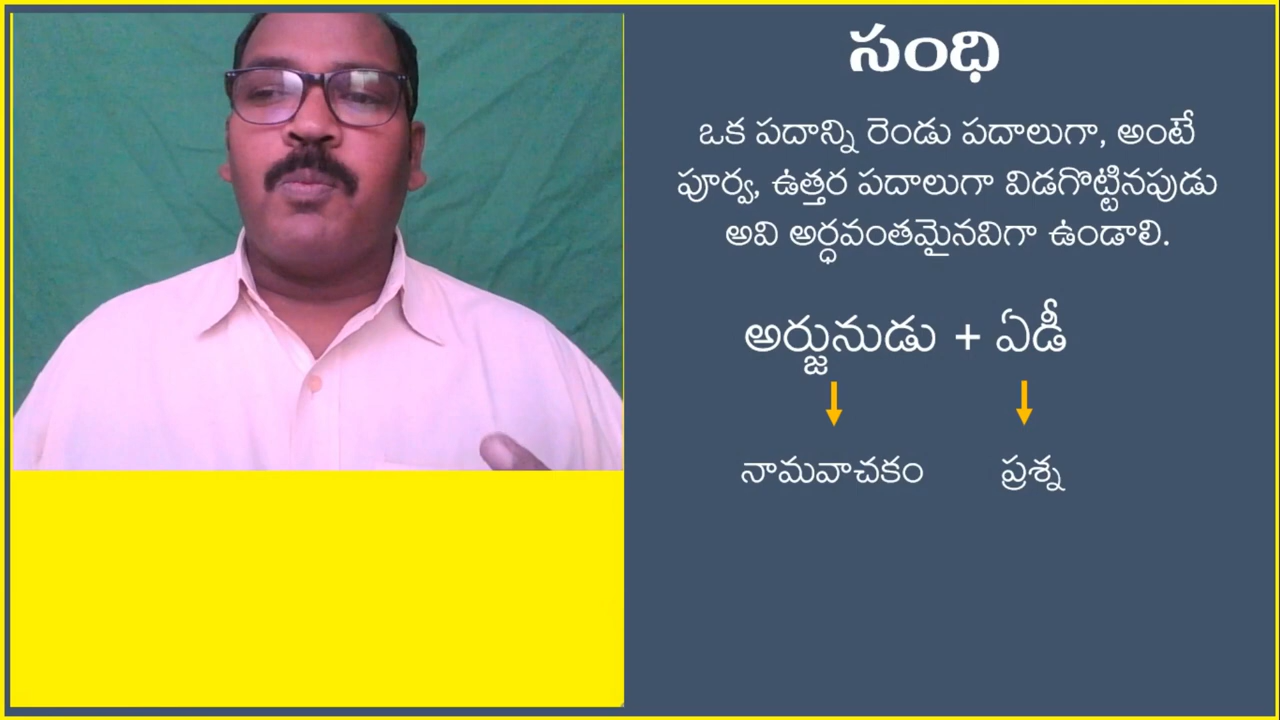 సంధి
ఒక పదాన్ని రెండు పదాలుగా, అంటే
పూర్వ, ఉత్తర పదాలుగా విడగొట్టినపుడు
అవి అర్ధవంతమైనవిగా ఉండాలి.
అర్జునుడు + ఏడీ
నామవాచకం ప్రశ్న